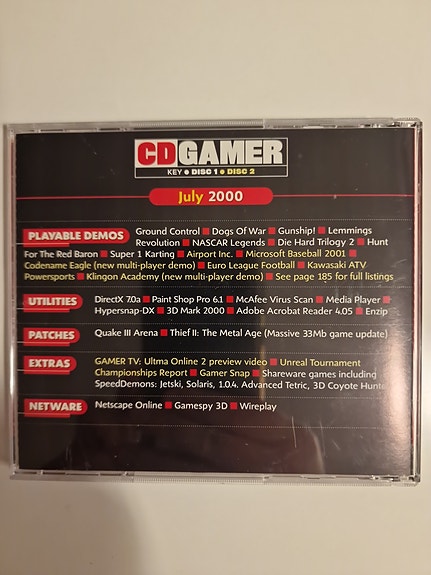 CDGAMER
KEY ● DISC 1 ● DISC 2
July 2000
PLAYABLE DEMOS Ground Control ■ Dogs Of War ■ Gunship! ■ Lemmings
Revolution ■ NASCAR Legends ■ Die Hard Trilogy 2 ■ Hunt
For The Red Baron ■ Super 1 Karting ■ Airport Inc. ■ Microsoft Baseball 2001 ■
Codename Eagle (new multi-player demo) ■ Euro League Football ■ Kawasaki ATV
Powersports ■ Klingon Academy (new multi-player demo) ■ See page 185 for full listings
UTILITIES DirectX 7.0a ■ Paint Shop Pro 6.1 ■ McAfee Virus Scan ■ Media Player ■
Hypersnap-DX ■ 3D Mark 2000 ■ Adobe Acrobat Reader 4.05 ■ Enzip
PATCHES Quake III Arena ■ Thief II: The Metal Age (Massive 33Mb game update)
EXTRAS GAMER TV: Ultma Online 2 preview video ■ Unreal Tournament
Championships Report ■ Gamer Snap ■ Shareware games including
SpeedDemons: Jetski, Solaris, 1.0.4. Advanced Tetric, 3D Coyote Hunte
NETWARE Netscape Online ■ Gamespy 3D ■ Wireplay